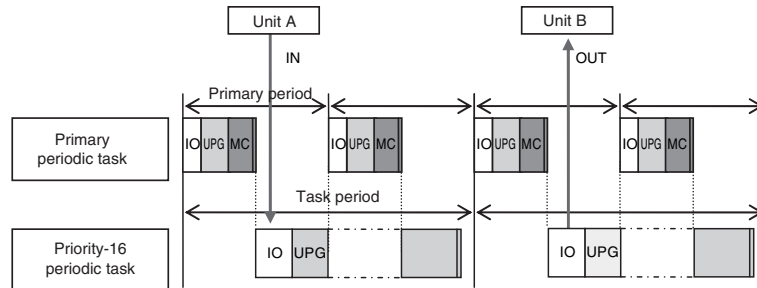 Unit A
Unit B
IN
OUT
Primary period
Primary
periodic task
IO UPG MC
IO UPG MC
IO UPG MC
IO UPG MC
Task period
Priority-16
periodic task
IO UPG
IO UPG